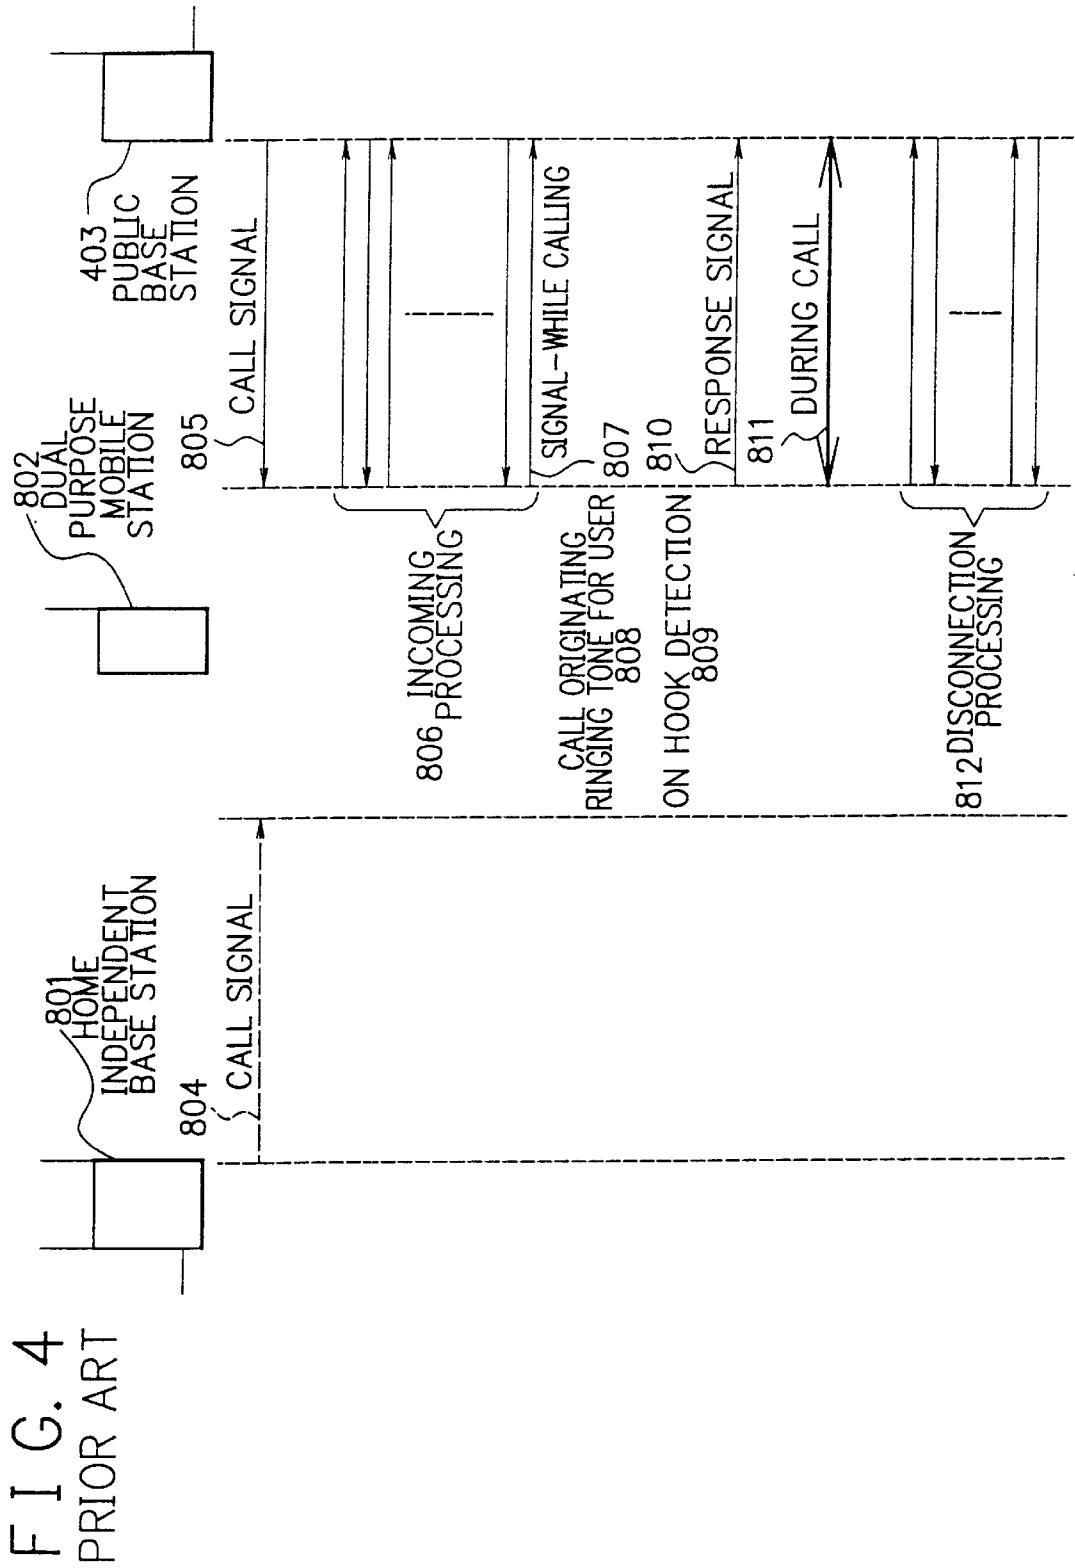 FIG. 4
PRIOR ART
801
HOME
INDEPENDENT
BASE STATION
802
DUAL
PURPOSE
MOBILE
STATION
403
PUBLIC
BASE
STATION
804
CALL SIGNAL
805
CALL SIGNAL
806 INCOMING
PROCESSING
SIGNAL-WHILE CALLING
807
CALL ORIGINATING
RINGING TONE FOR USER
808
ON HOOK DETECTION
809
810
RESPONSE SIGNAL
811
DURING CALL
812 DISCONNECTION
PROCESSING